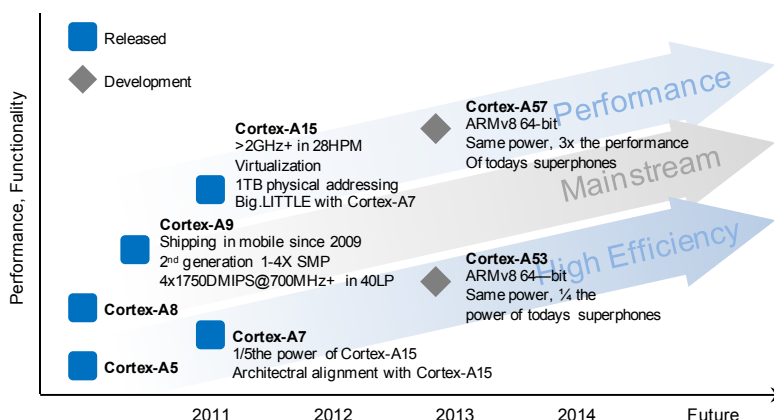 Released
Development
Performance, Functionality
Performance
Mainstream
High Efficiency
Cortex-A57
ARMv8 64-bit
Same power, 3x the performance
Of todays superphones
Cortex-A15
>2GHz+ in 28HPM
Virtualization
1TB physical addressing
Big.LITTLE with Cortex-A7
Cortex-A9
Shipping in mobile since 2009
2nd generation 1-4X SMP
4x1750DMIPS@700MHz+ in 40LP
Cortex-A53
ARMv8 64—bit
Same power, ¼ the
power of todays superphones
Cortex-A8
Cortex-A7
1/5the power of Cortex-A15
Architectral alignment with Cortex-A15
Cortex-A5
2011
2012
2013
2014
Future